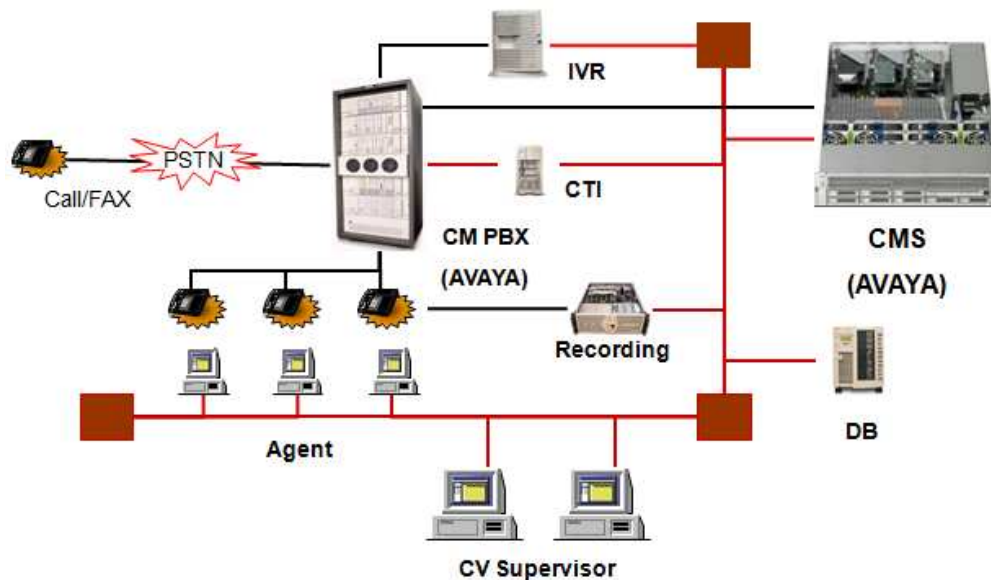 IVR
PSTN
Call/FAX
CTI
CM PBX
(AVAYA)
CMS
(AVAYA)
Recording
DB
Agent
CV Supervisor